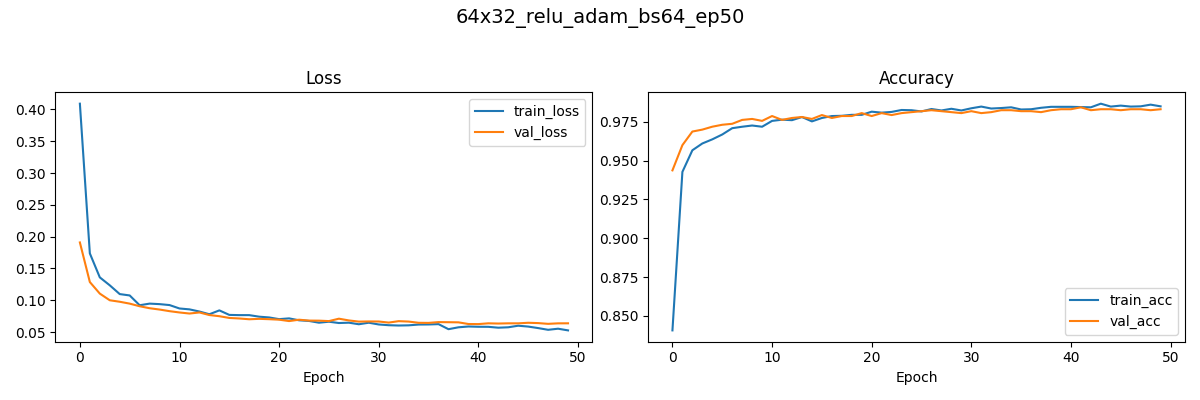 64x32_relu_adam_bs64_ep50
Loss
0.40
0.35
0.30
0.25
0.20
0.15
0.10
0.05
0 10 20 30 40 50
Epoch
train_loss
val_loss
Accuracy
0.975
0.950
0.925
0.900
0.875
0.850
0 10 20 30 40 50
Epoch
train_acc
val_acc